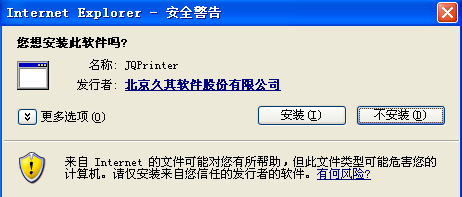 Internet Explorer - 安全警告
您想安装此软件吗?
名称: JQPrinter
发行者: 北京久其软件股份有限公司
更多选项(O)
安装(I)
不安装(D)
来自 Internet 的文件可能对您有所帮助，但此文件类型可能危害您的
计算机。请仅安装来自您信任的发行者的软件。有何风险?